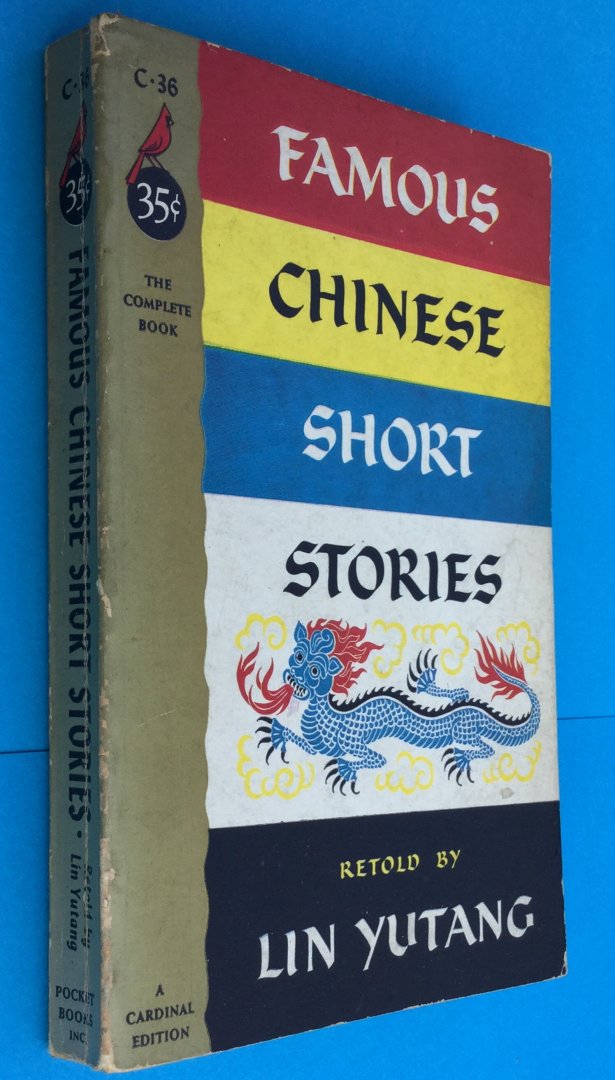 C·36
35¢
FAMOUS CHINESE SHORT STORIES · Retold by
Lin Yutang
POCKET
BOOKS
INC.
C·36
35¢
THE
COMPLETE
BOOK
A
CARDINAL
EDITION
FAMOUS
CHINESE
SHORT
STORIES
RETOLD BY
LIN YUTANG